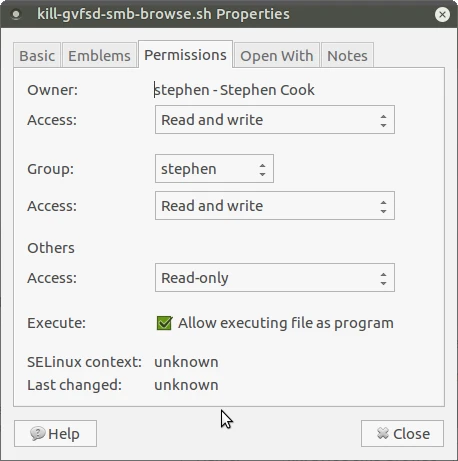 kill-gvfsd-smb-browse.sh Properties
Basic Emblems Permissions Open With Notes
Owner: stephen - Stephen Cook
Access: Read and write
Group: stephen
Access: Read and write
Others
Access: Read-only
Execute: Allow executing file as program
SELinux context: unknown
Last changed: unknown
Help Close